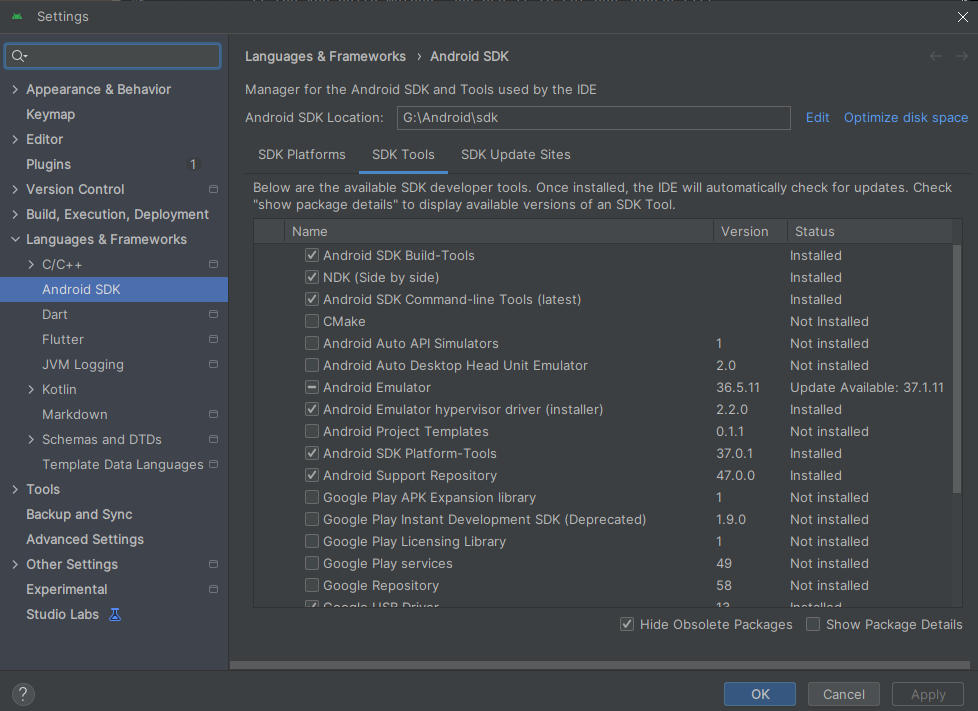 Settings
Appearance & Behavior
Keymap
Editor
Plugins 1
Version Control
Build, Execution, Deployment
Languages & Frameworks
C/C++
Android SDK
Dart
Flutter
JVM Logging
Kotlin
Markdown
Schemas and DTDs
Template Data Languages
Tools
Backup and Sync
Advanced Settings
Other Settings
Experimental
Studio Labs
Languages & Frameworks › Android SDK
Manager for the Android SDK and Tools used by the IDE
Android SDK Location: G:\Android\sdk Edit Optimize disk space
SDK Platforms SDK Tools SDK Update Sites
Below are the available SDK developer tools. Once installed, the IDE will automatically check for updates. Check
"show package details" to display available versions of an SDK Tool.
Name Version Status
Android SDK Build-Tools Installed
NDK (Side by side) Installed
Android SDK Command-line Tools (latest) Installed
CMake Not Installed
Android Auto API Simulators 1 Not installed
Android Auto Desktop Head Unit Emulator 2.0 Not installed
Android Emulator 36.5.11 Update Available: 37.1.11
Android Emulator hypervisor driver (installer) 2.2.0 Installed
Android Project Templates 0.1.1 Not installed
Android SDK Platform-Tools 37.0.1 Installed
Android Support Repository 47.0.0 Installed
Google Play APK Expansion library 1 Not installed
Google Play Instant Development SDK (Deprecated) 1.9.0 Not installed
Google Play Licensing Library 1 Not installed
Google Play services 49 Not installed
Google Repository 58 Not installed
Google USB Driver 13 Installed
Hide Obsolete Packages Show Package Details
? OK Cancel Apply